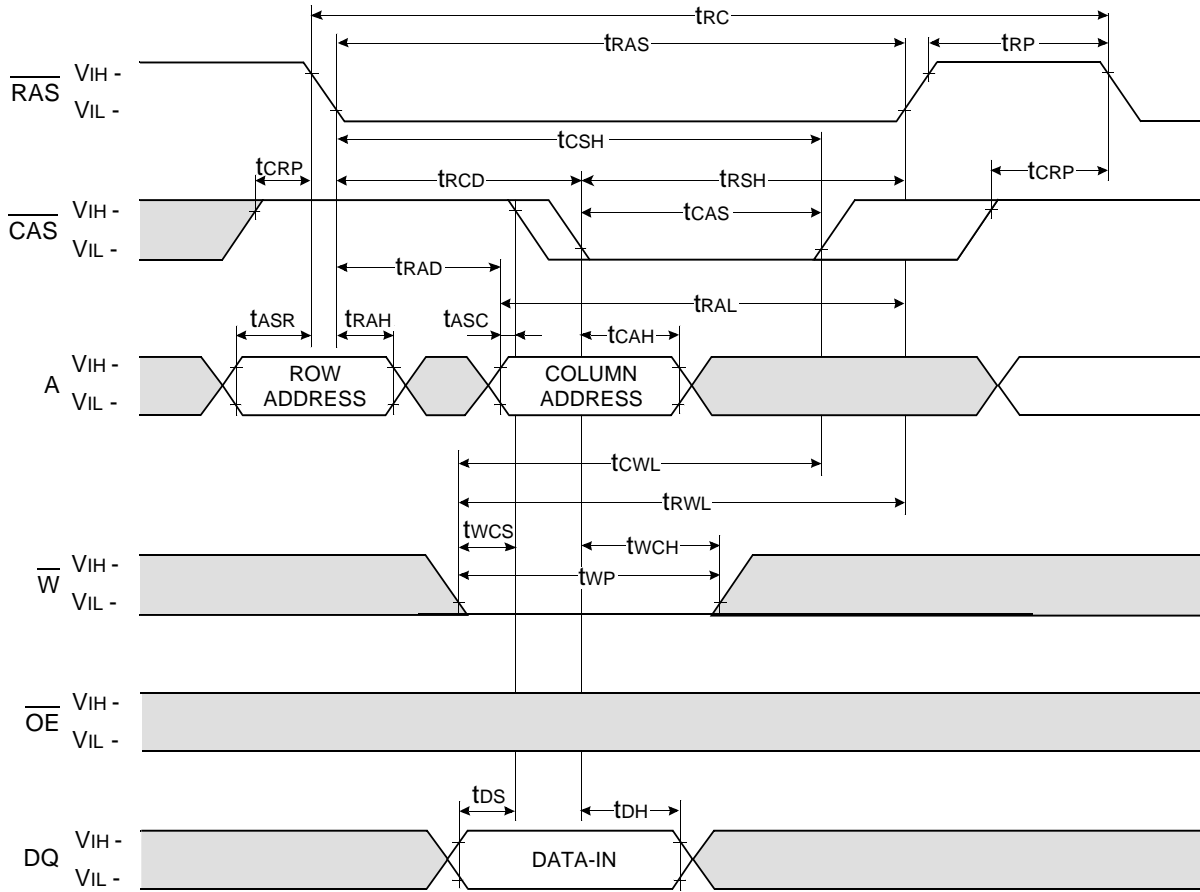 tRC
tRAS
tRP
RAS
VIH -
VIL -
tCSH
tCRP
tRCD
tRSH
tCRP
CAS
VIH -
VIL -
tCAS
tRAD
tRAL
tASR
tRAH
tASC
tCAH
A
VIH -
VIL -
ROW
ADDRESS
COLUMN
ADDRESS
tCWL
tRWL
tWCS
tWCH
W
VIH -
VIL -
tWP
OE
VIH -
VIL -
tDS
tDH
DQ
VIH -
VIL -
DATA-IN